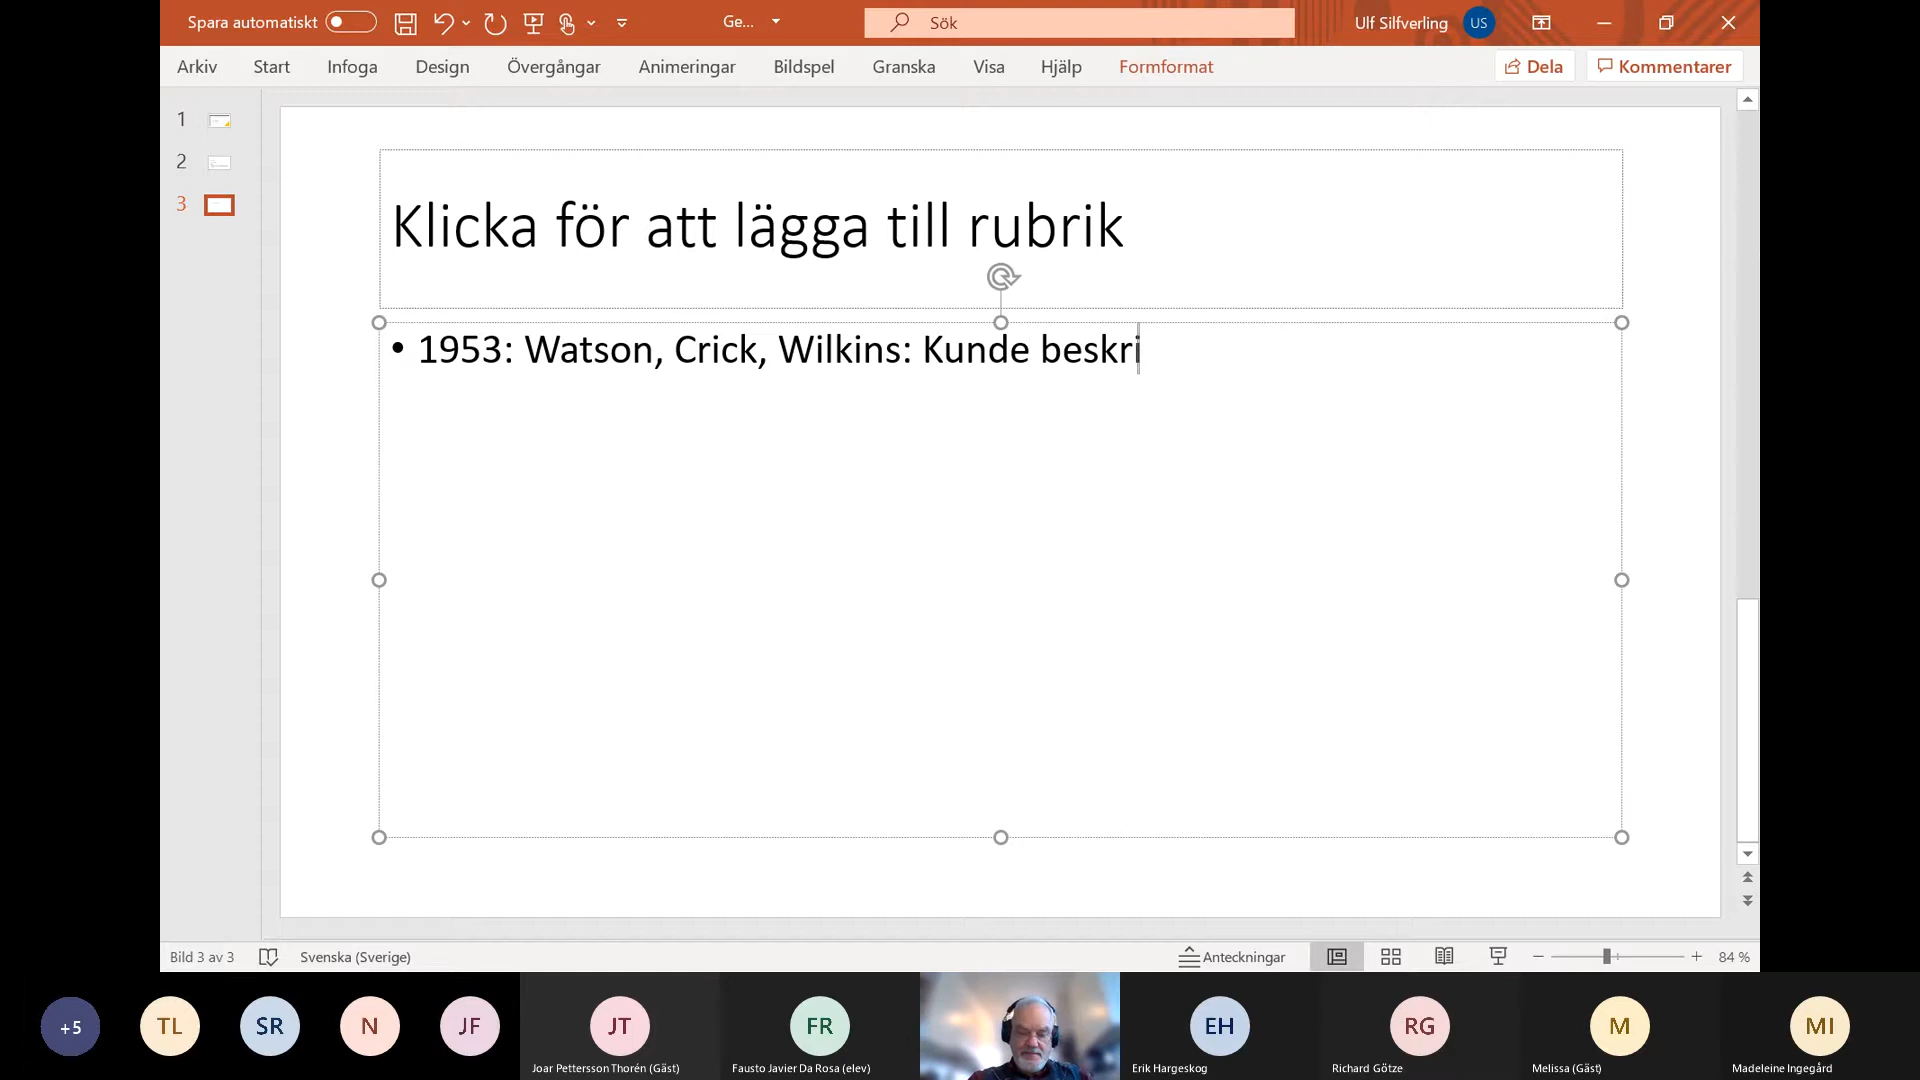 Spara automatiskt
Ge...
Sök
Ulf Silfverling
US
Arkiv
Start
Infoga
Design
Övergångar
Animeringar
Bildspel
Granska
Visa
Hjälp
Formformat
Dela
Kommentarer
1
2
3
Klicka för att lägga till rubrik
• 1953: Watson, Crick, Wilkins: Kunde beskri
Bild 3 av 3
Svenska (Sverige)
Anteckningar
84 %
+5
TL
SR
N
JF
JT
FR
EH
RG
M
MI
Joar Pettersson Thorén (Gäst)
Fausto Javier Da Rosa (elev)
Erik Hargeskog
Richard Götze
Melissa (Gäst)
Madeleine Ingegård